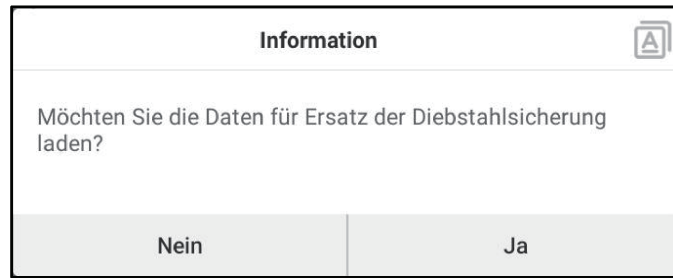 Information
A
Möchten Sie die Daten für Ersatz der Diebstahlsicherung
laden?
Nein
Ja